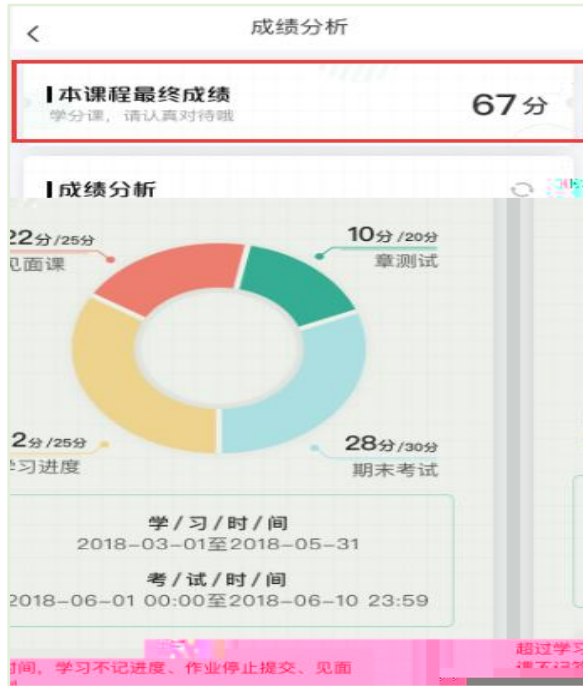 成绩分析
本课程最终成绩
67分
学分课，请认真对待哦
成绩分析
22分/25分
见面课
10分/20分
章测试
2分/25分
学习进度
28分/30分
期末考试
学/习/时/间
2018-03-01至2018-05-31
考/试/时/间
2018-06-01 00:00至2018-06-10 23:59
超过学习
时间，学习不记进度、作业停止提交、见面